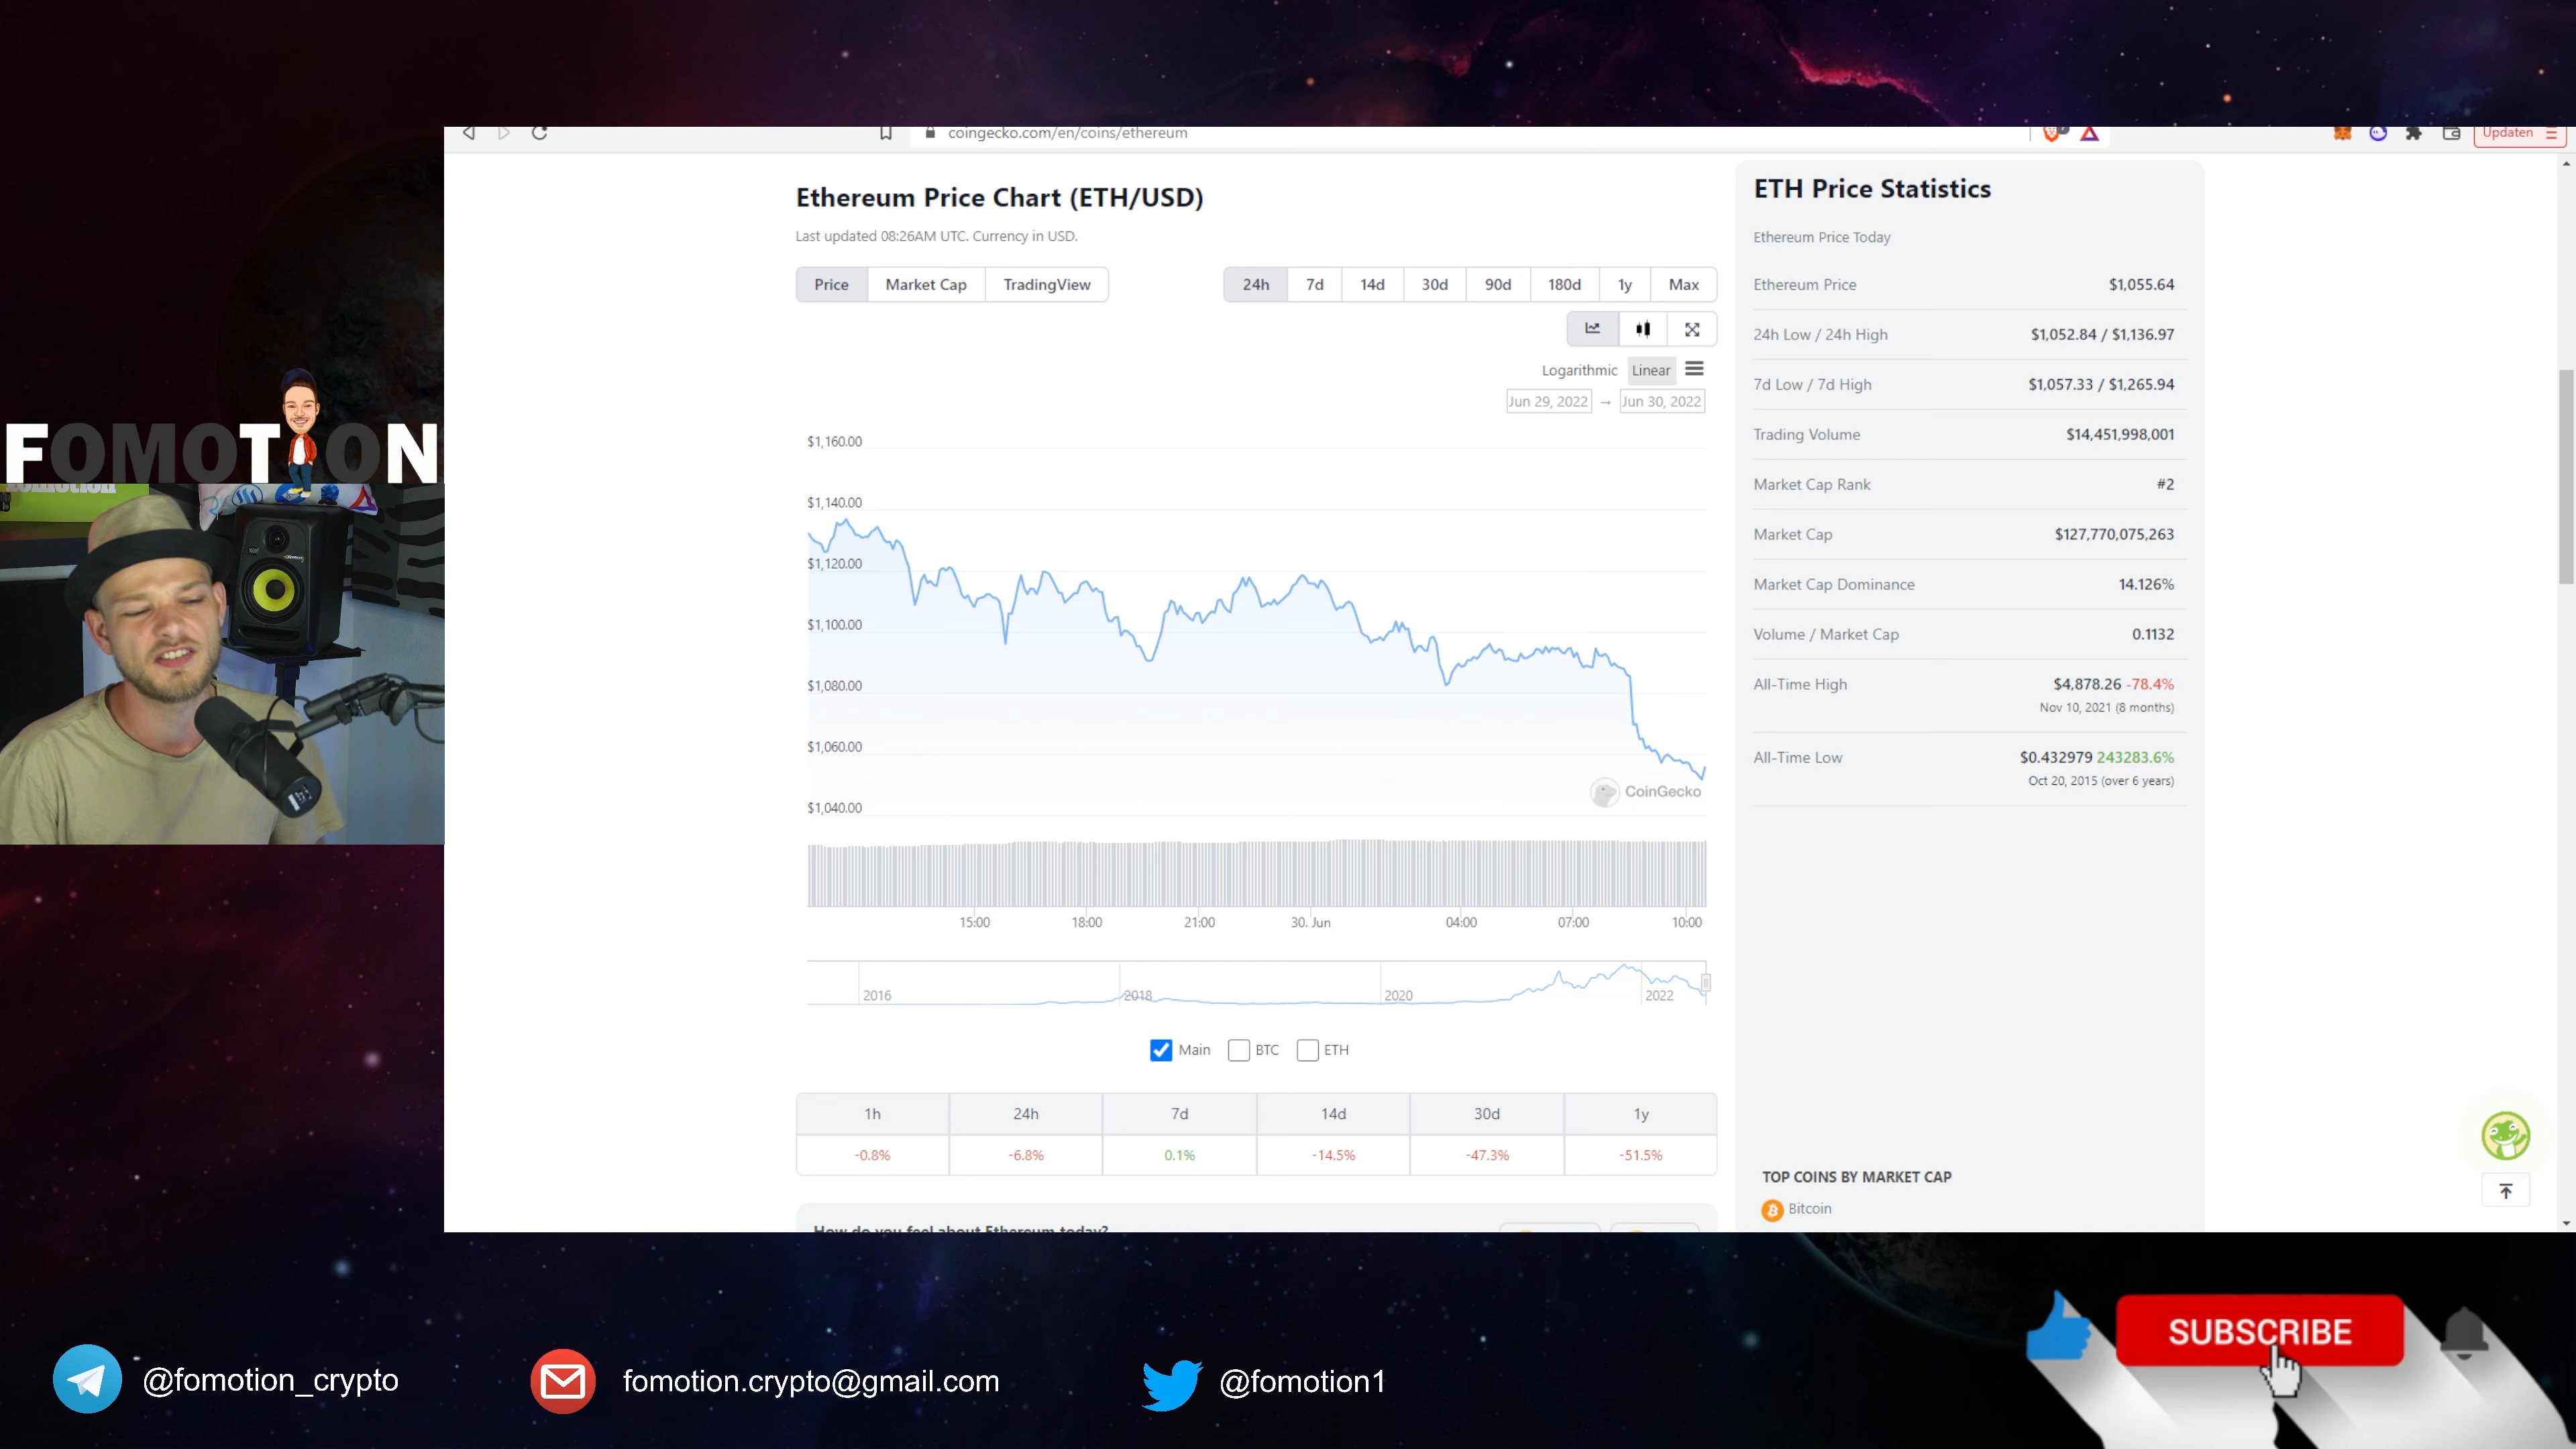 coingecko.com/en/coins/ethereum
Updaten
Ethereum Price Chart (ETH/USD)
Last updated 08:26AM UTC. Currency in USD.
Price Market Cap TradingView
24h 7d 14d 30d 90d 180d 1y Max
Logarithmic Linear
Jun 29, 2022 → Jun 30, 2022
$1,160.00
$1,140.00
$1,120.00
$1,100.00
$1,080.00
$1,060.00
$1,040.00
CoinGecko
15:00 18:00 21:00 30. Jun 04:00 07:00 10:00
2016 2018 2020 2022
Main BTC ETH
1h 24h 7d 14d 30d 1y
-0.8% -6.8% 0.1% -14.5% -47.3% -51.5%
How do you feel about Ethereum today?
ETH Price Statistics
Ethereum Price Today
Ethereum Price $1,055.64
24h Low / 24h High $1,052.84 / $1,136.97
7d Low / 7d High $1,057.33 / $1,265.94
Trading Volume $14,451,998,001
Market Cap Rank #2
Market Cap $127,770,075,263
Market Cap Dominance 14.126%
Volume / Market Cap 0.1132
All-Time High $4,878.26 -78.4%
Nov 10, 2021 (8 months)
All-Time Low $0.432979 243283.6%
Oct 20, 2015 (over 6 years)
TOP COINS BY MARKET CAP
Bitcoin
FOMOTION
fomotion
@fomotion_crypto
fomotion.crypto@gmail.com
@fomotion1
SUBSCRIBE